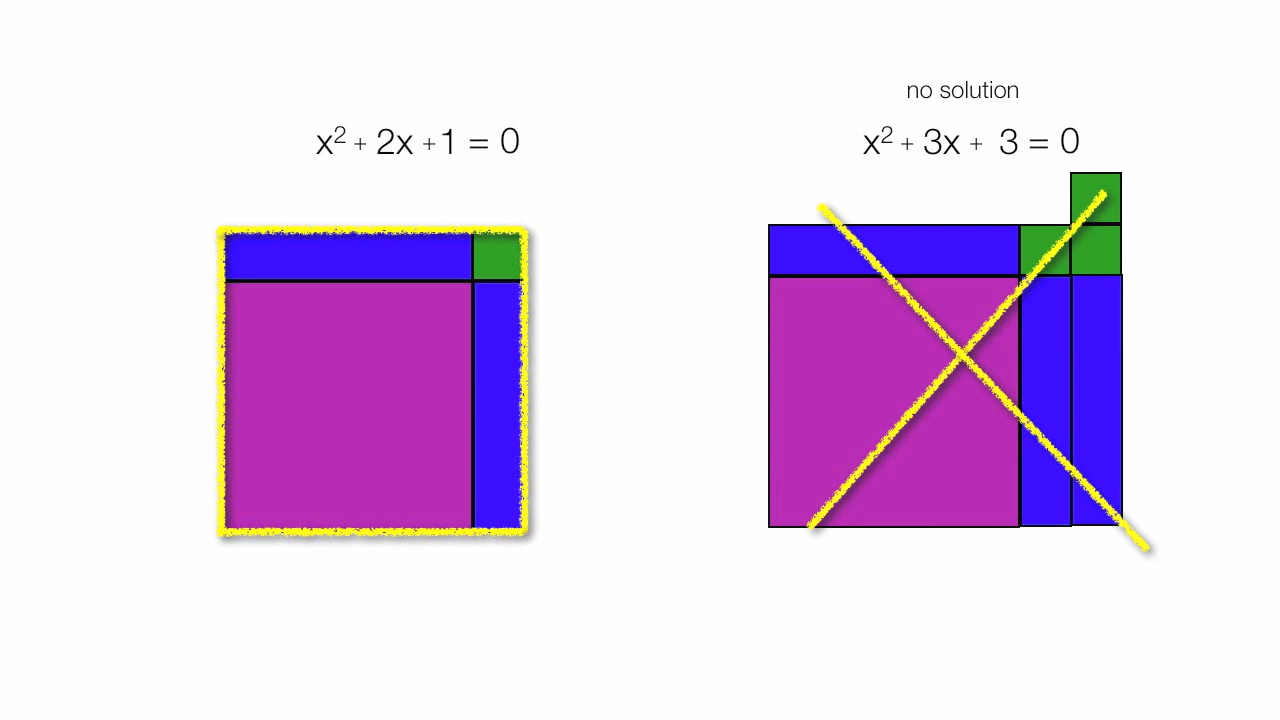 x² + 2x + 1 = 0
no solution
x² + 3x + 3 = 0